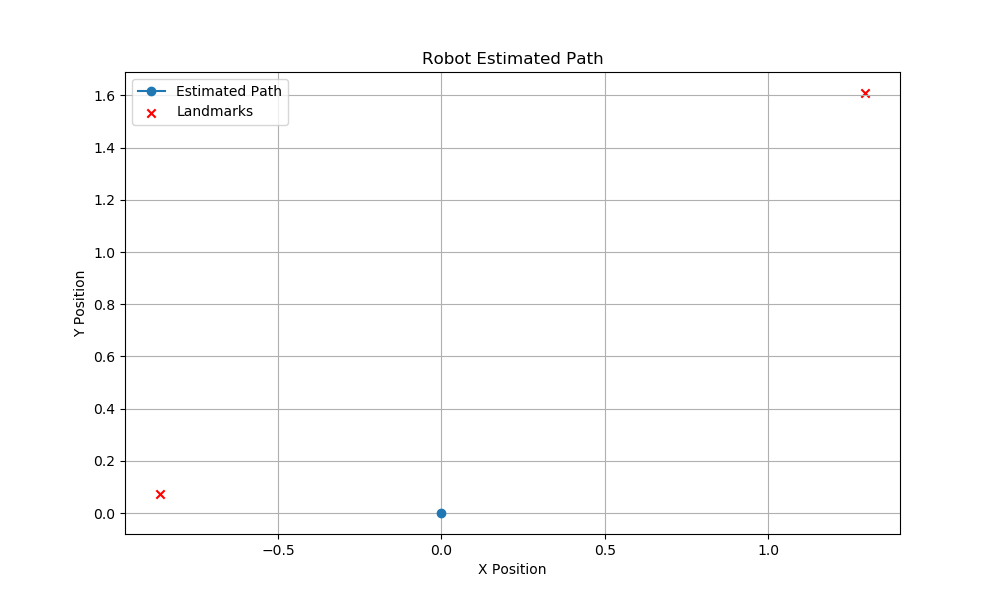 Robot Estimated Path
Estimated Path
Landmarks
1.6
1.4
1.2
1.0
0.8
0.6
0.4
0.2
0.0
Y Position
−0.5
0.0
0.5
1.0
X Position